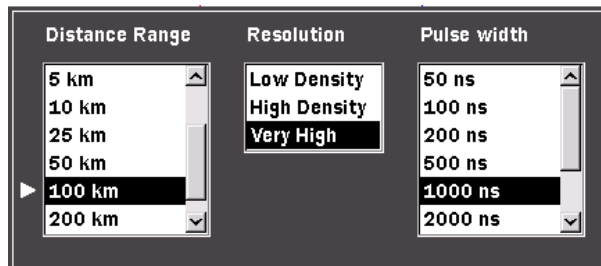 Distance Range
5 km
10 km
25 km
50 km
100 km
200 km
Resolution
Low Density
High Density
Very High
Pulse width
50 ns
100 ns
200 ns
500 ns
1000 ns
2000 ns